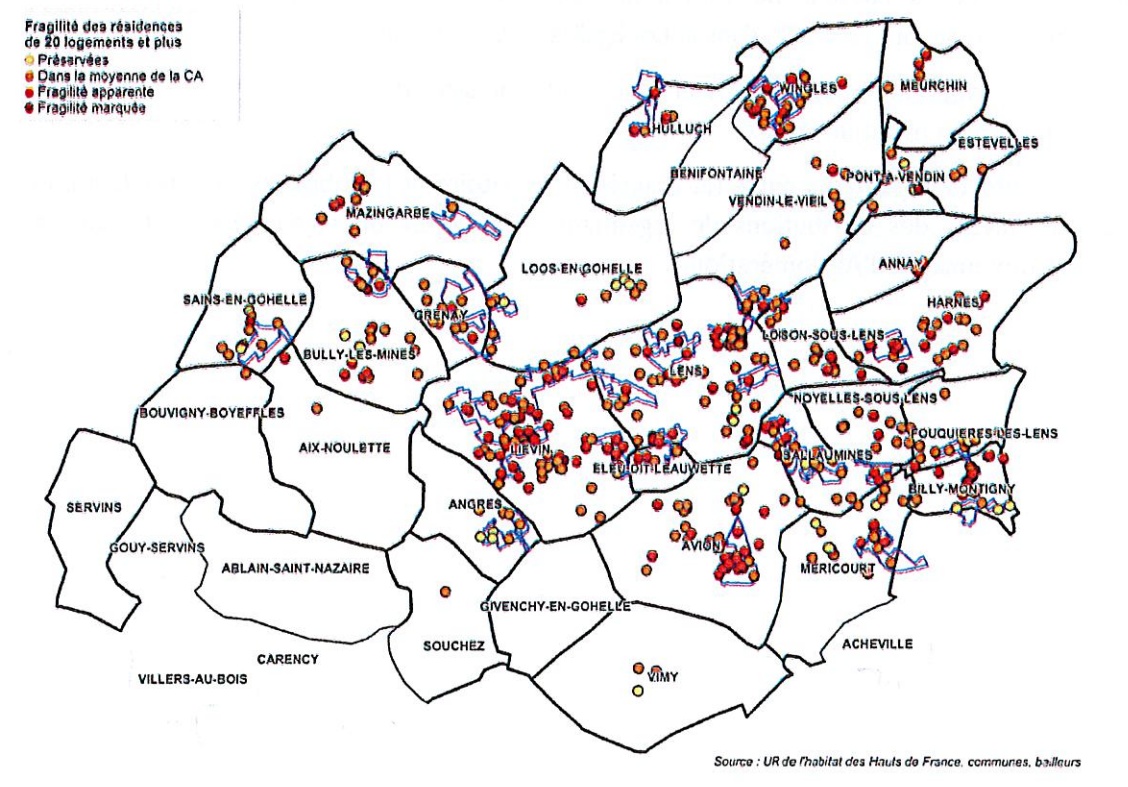 Fragilité des résidences
de 20 logements et plus
Préservées
Dans la moyenne de la CA
Fragilité apparente
Fragilité marquée
WINGLES
MEURCHIN
HULLUCH
ESTEVELLES
BENIFONTAINE
PONT-A-VENDIN
VENDIN-LE-VIEIL
MAZINGARBE
ANNAY
LOOS-EN-GOHELLE
SAINS-EN-GOHELLE
HARNES
GRENAY
LOISON-SOUS-LENS
BULLY-LES-MINES
LENS
NOYELLES-SOUS-LENS
BOUVIGNY-BOYEFFLES
FOUQUIERES-LES-LENS
AIX-NOULETTE
LIEVIN
SALLAUMINES
ELEU-DIT-LEAUWETTE
BILLY-MONTIGNY
SERVINS
ANGRES
GOUY-SERVINS
AVION
ABLAIN-SAINT-NAZAIRE
MÉRICOURT
GIVENCHY-EN-GOHELLE
SOUCHEZ
ACHEVILLE
CARENCY
VILLERS-AU-BOIS
VIMY
Source : UR de l'habitat des Hauts de France, communes, bailleurs